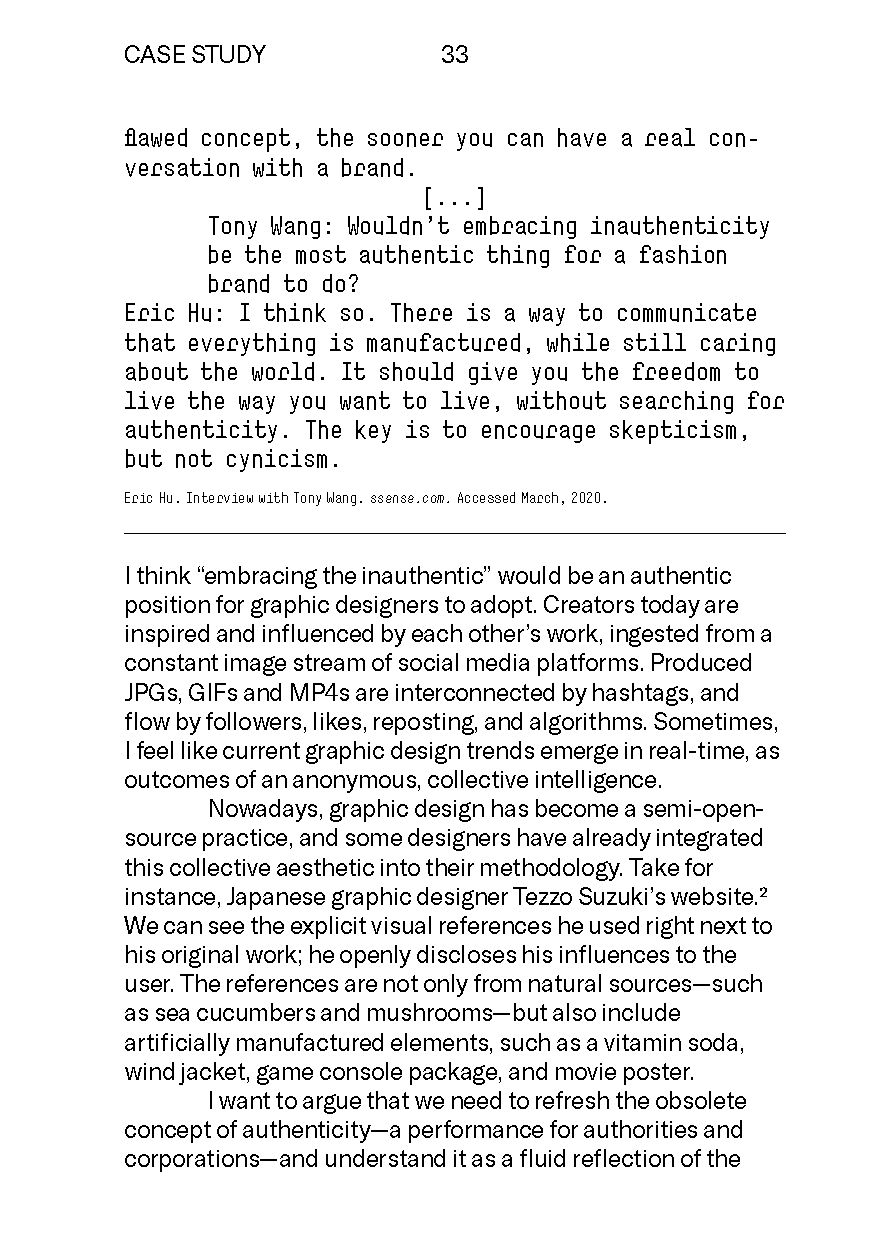 CASE STUDY 33
flawed concept, the sooner you can have a real con-
versation with a brand.
[...]
Tony Wang: Wouldn’t embracing inauthenticity
be the most authentic thing for a fashion
brand to do?
Eric Hu: I think so. There is a way to communicate
that everything is manufactured, while still caring
about the world. It should give you the freedom to
live the way you want to live, without searching for
authenticity. The key is to encourage skepticism,
but not cynicism.
Eric Hu. Interview with Tony Wang. ssense.com. Accessed March, 2020.
I think “embracing the inauthentic” would be an authentic
position for graphic designers to adopt. Creators today are
inspired and influenced by each other’s work, ingested from a
constant image stream of social media platforms. Produced
JPGs, GIFs and MP4s are interconnected by hashtags, and
flow by followers, likes, reposting, and algorithms. Sometimes,
I feel like current graphic design trends emerge in real-time, as
outcomes of an anonymous, collective intelligence.
Nowadays, graphic design has become a semi-open-
source practice, and some designers have already integrated
this collective aesthetic into their methodology. Take for
instance, Japanese graphic designer Tezzo Suzuki’s website.²
We can see the explicit visual references he used right next to
his original work; he openly discloses his influences to the
user. The references are not only from natural sources—such
as sea cucumbers and mushrooms—but also include
artificially manufactured elements, such as a vitamin soda,
wind jacket, game console package, and movie poster.
I want to argue that we need to refresh the obsolete
concept of authenticity—a performance for authorities and
corporations—and understand it as a fluid reflection of the